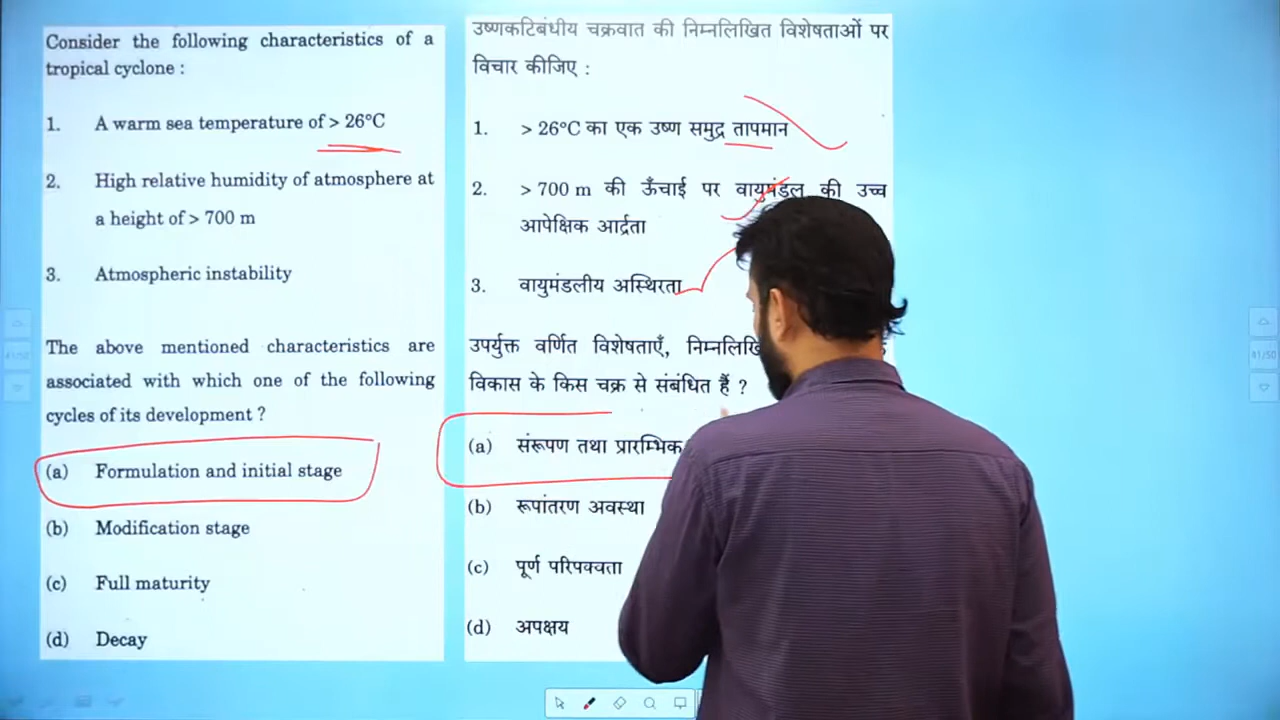 Consider the following characteristics of a
tropical cyclone :
1. A warm sea temperature of > 26°C
2. High relative humidity of atmosphere at
a height of > 700 m
3. Atmospheric instability
The above mentioned characteristics are
associated with which one of the following
cycles of its development ?
(a) Formulation and initial stage
(b) Modification stage
(c) Full maturity
(d) Decay
उष्णकटिबंधीय चक्रवात की निम्नलिखित विशेषताओं पर
विचार कीजिए :
1. > 26°C का एक उष्ण समुद्र तापमान
2. > 700 m की ऊँचाई पर वायुमंडल की उच्च
आपेक्षिक आर्द्रता
3. वायुमंडलीय अस्थिरता
उपर्युक्त वर्णित विशेषताएँ,
विकास के किस चक्र से संबंधित हैं ?
(a) संरूपण तथा प्रारम्भिक
(b) रूपांतरण अवस्था
(c) पूर्ण परिपक्वता
(d) अपक्षय
41/50